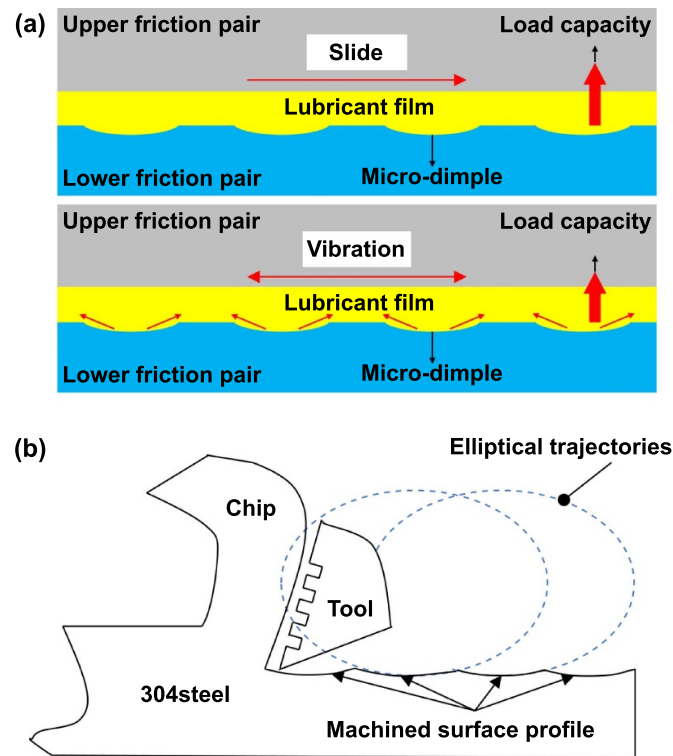 (a)
Upper friction pair
Load capacity
Slide
Lubricant film
Lower friction pair
Micro-dimple
Upper friction pair
Load capacity
Vibration
Lubricant film
Lower friction pair
Micro-dimple
(b)
Elliptical trajectories
Chip
Tool
304steel
Machined surface profile